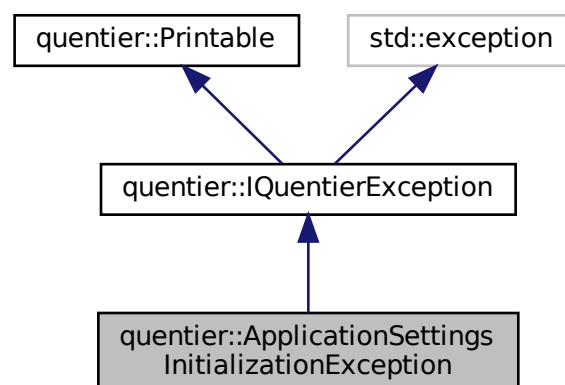 quentier::Printable
std::exception
quentier::IQuentierException
quentier::ApplicationSettings
InitializationException